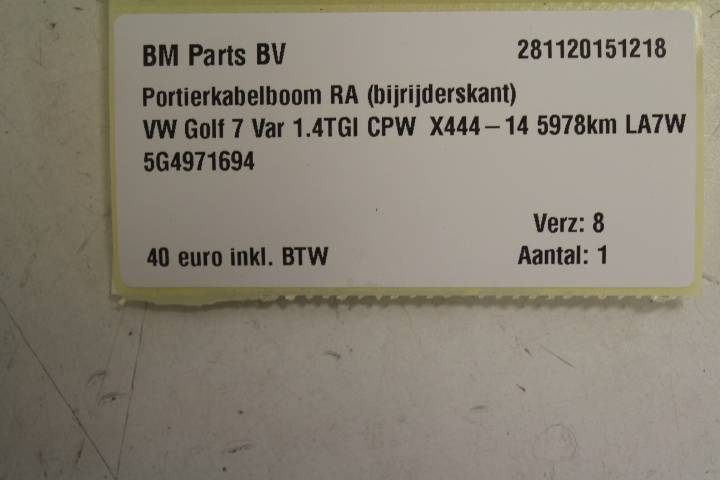 BM Parts BV 281120151218
Portierkabelboom RA (bijrijderskant)
VW Golf 7 Var 1.4TGI CPW X444-14 5978km LA7W
5G4971694
Verz: 8
40 euro inkl. BTW Aantal: 1